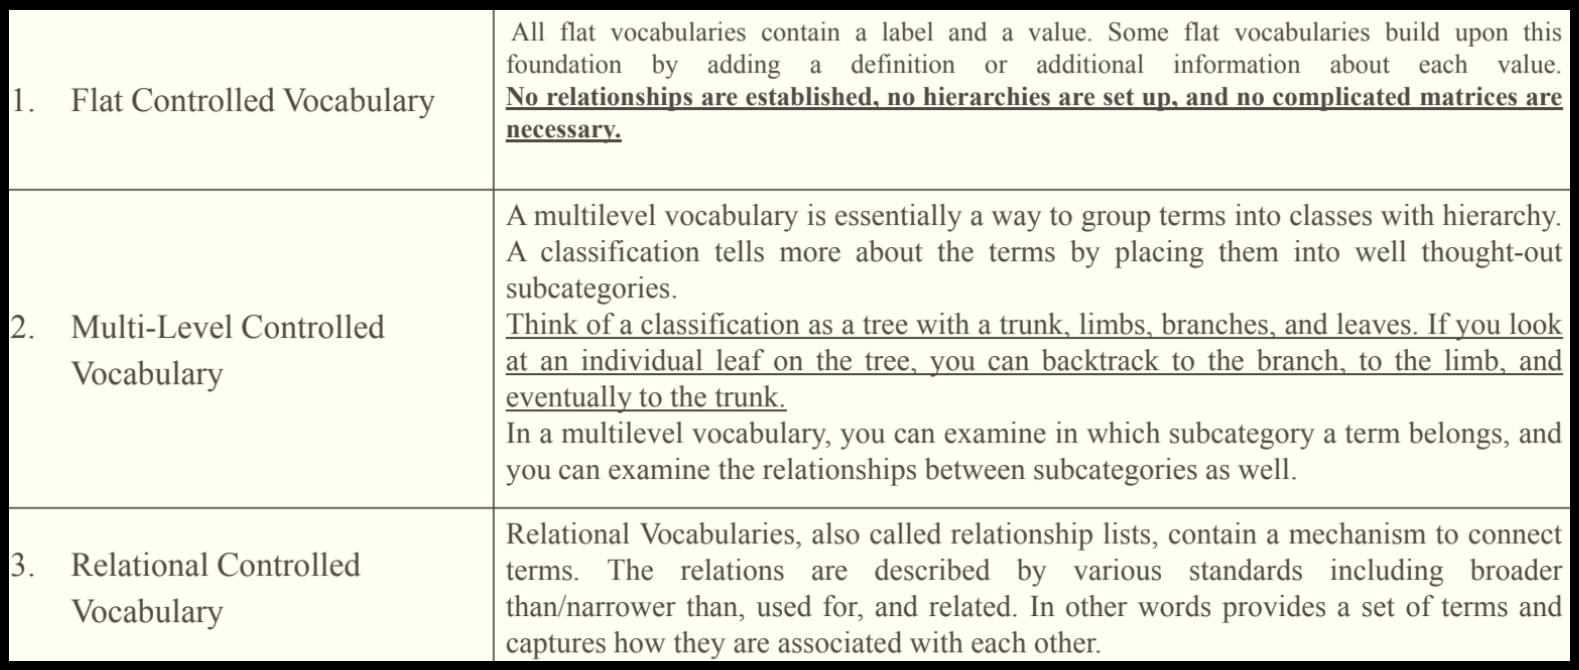 1. Flat Controlled Vocabulary
All flat vocabularies contain a label and a value. Some flat vocabularies build upon this
foundation by adding a definition or additional information about each value.
No relationships are established, no hierarchies are set up, and no complicated matrices are
necessary.
2. Multi-Level Controlled
Vocabulary
A multilevel vocabulary is essentially a way to group terms into classes with hierarchy.
A classification tells more about the terms by placing them into well thought-out
subcategories.
Think of a classification as a tree with a trunk, limbs, branches, and leaves. If you look
at an individual leaf on the tree, you can backtrack to the branch, to the limb, and
eventually to the trunk.
In a multilevel vocabulary, you can examine in which subcategory a term belongs, and
you can examine the relationships between subcategories as well.
3. Relational Controlled
Vocabulary
Relational Vocabularies, also called relationship lists, contain a mechanism to connect
terms. The relations are described by various standards including broader
than/narrower than, used for, and related. In other words provides a set of terms and
captures how they are associated with each other.